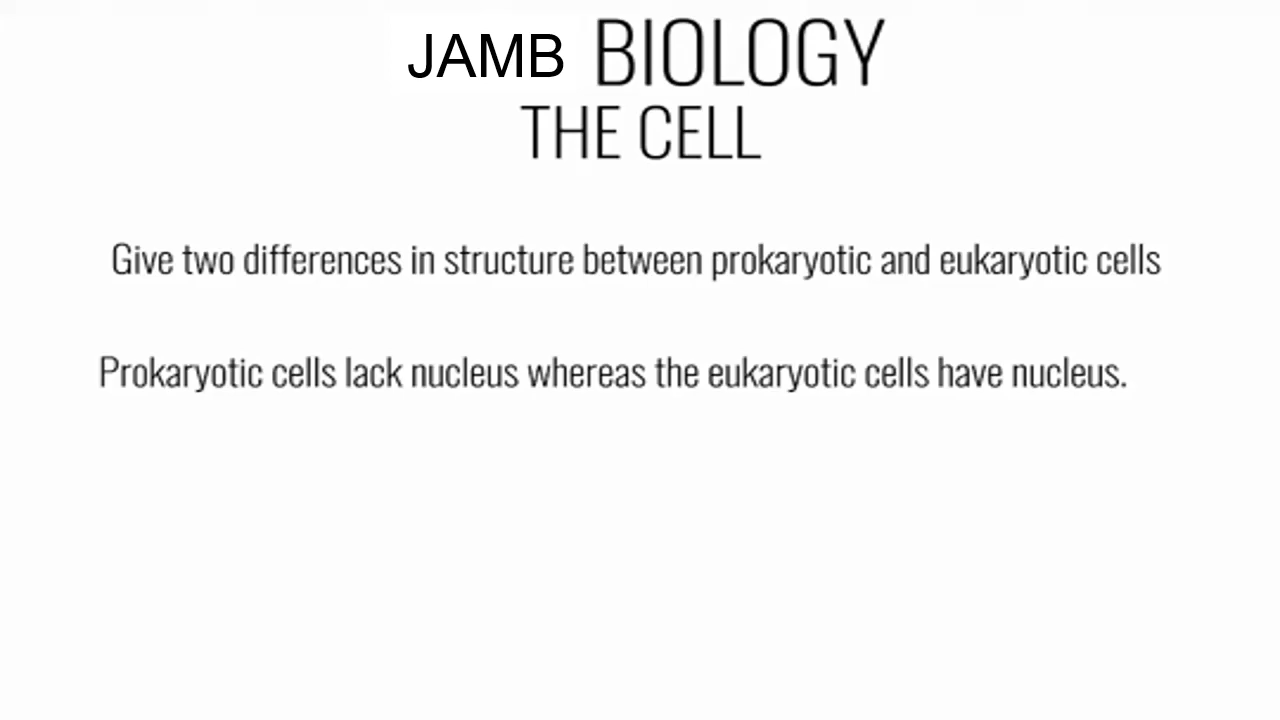 JAMB BIOLOGY
THE CELL
Give two differences in structure between prokaryotic and eukaryotic cells
Prokaryotic cells lack nucleus whereas the eukaryotic cells have nucleus.